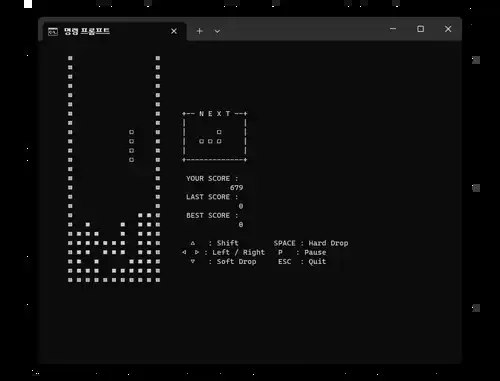 명령 프롬프트
N E X T
YOUR SCORE :
679
LAST SCORE :
0
BEST SCORE :
0
△ : Shift SPACE : Hard Drop
◁ ▷ : Left / Right P : Pause
▽ : Soft Drop ESC : Quit